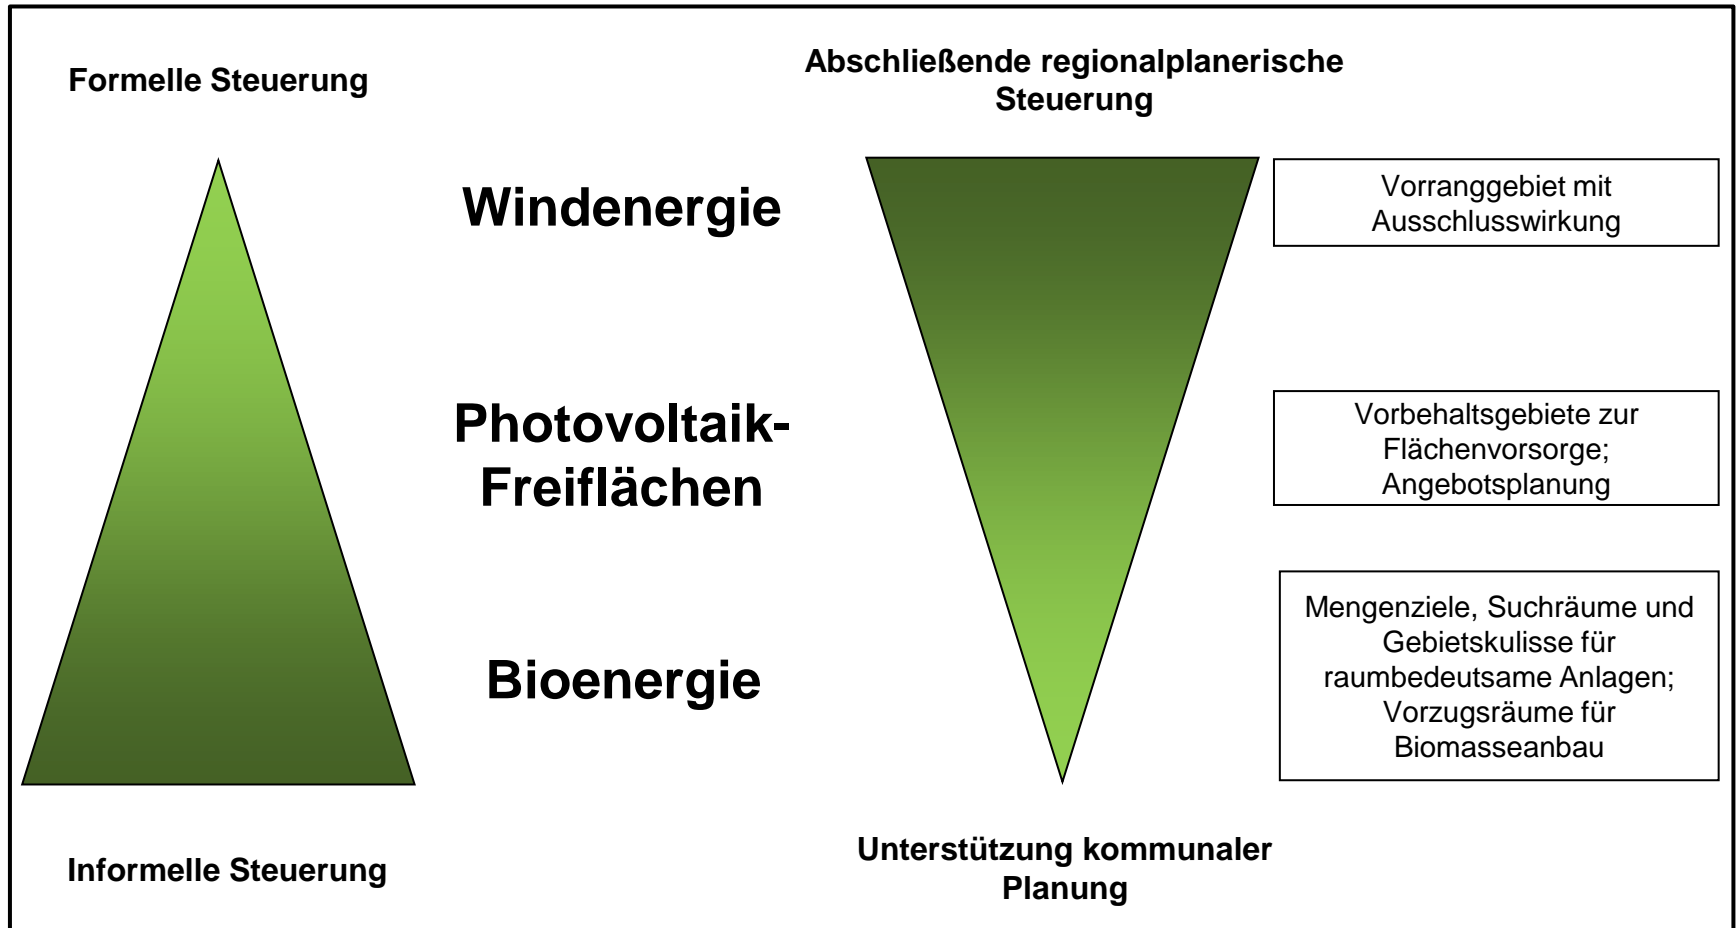 Formelle Steuerung
Abschließende regionalplanerische
Steuerung
Windenergie
Vorranggebiet mit
Ausschlusswirkung
Photovoltaik-
Freiflächen
Vorbehaltsgebiete zur
Flächenvorsorge;
Angebotsplanung
Bioenergie
Mengenziele, Suchräume und
Gebietskulisse für
raumbedeutsame Anlagen;
Vorzugsräume für
Biomasseanbau
Informelle Steuerung
Unterstützung kommunaler
Planung